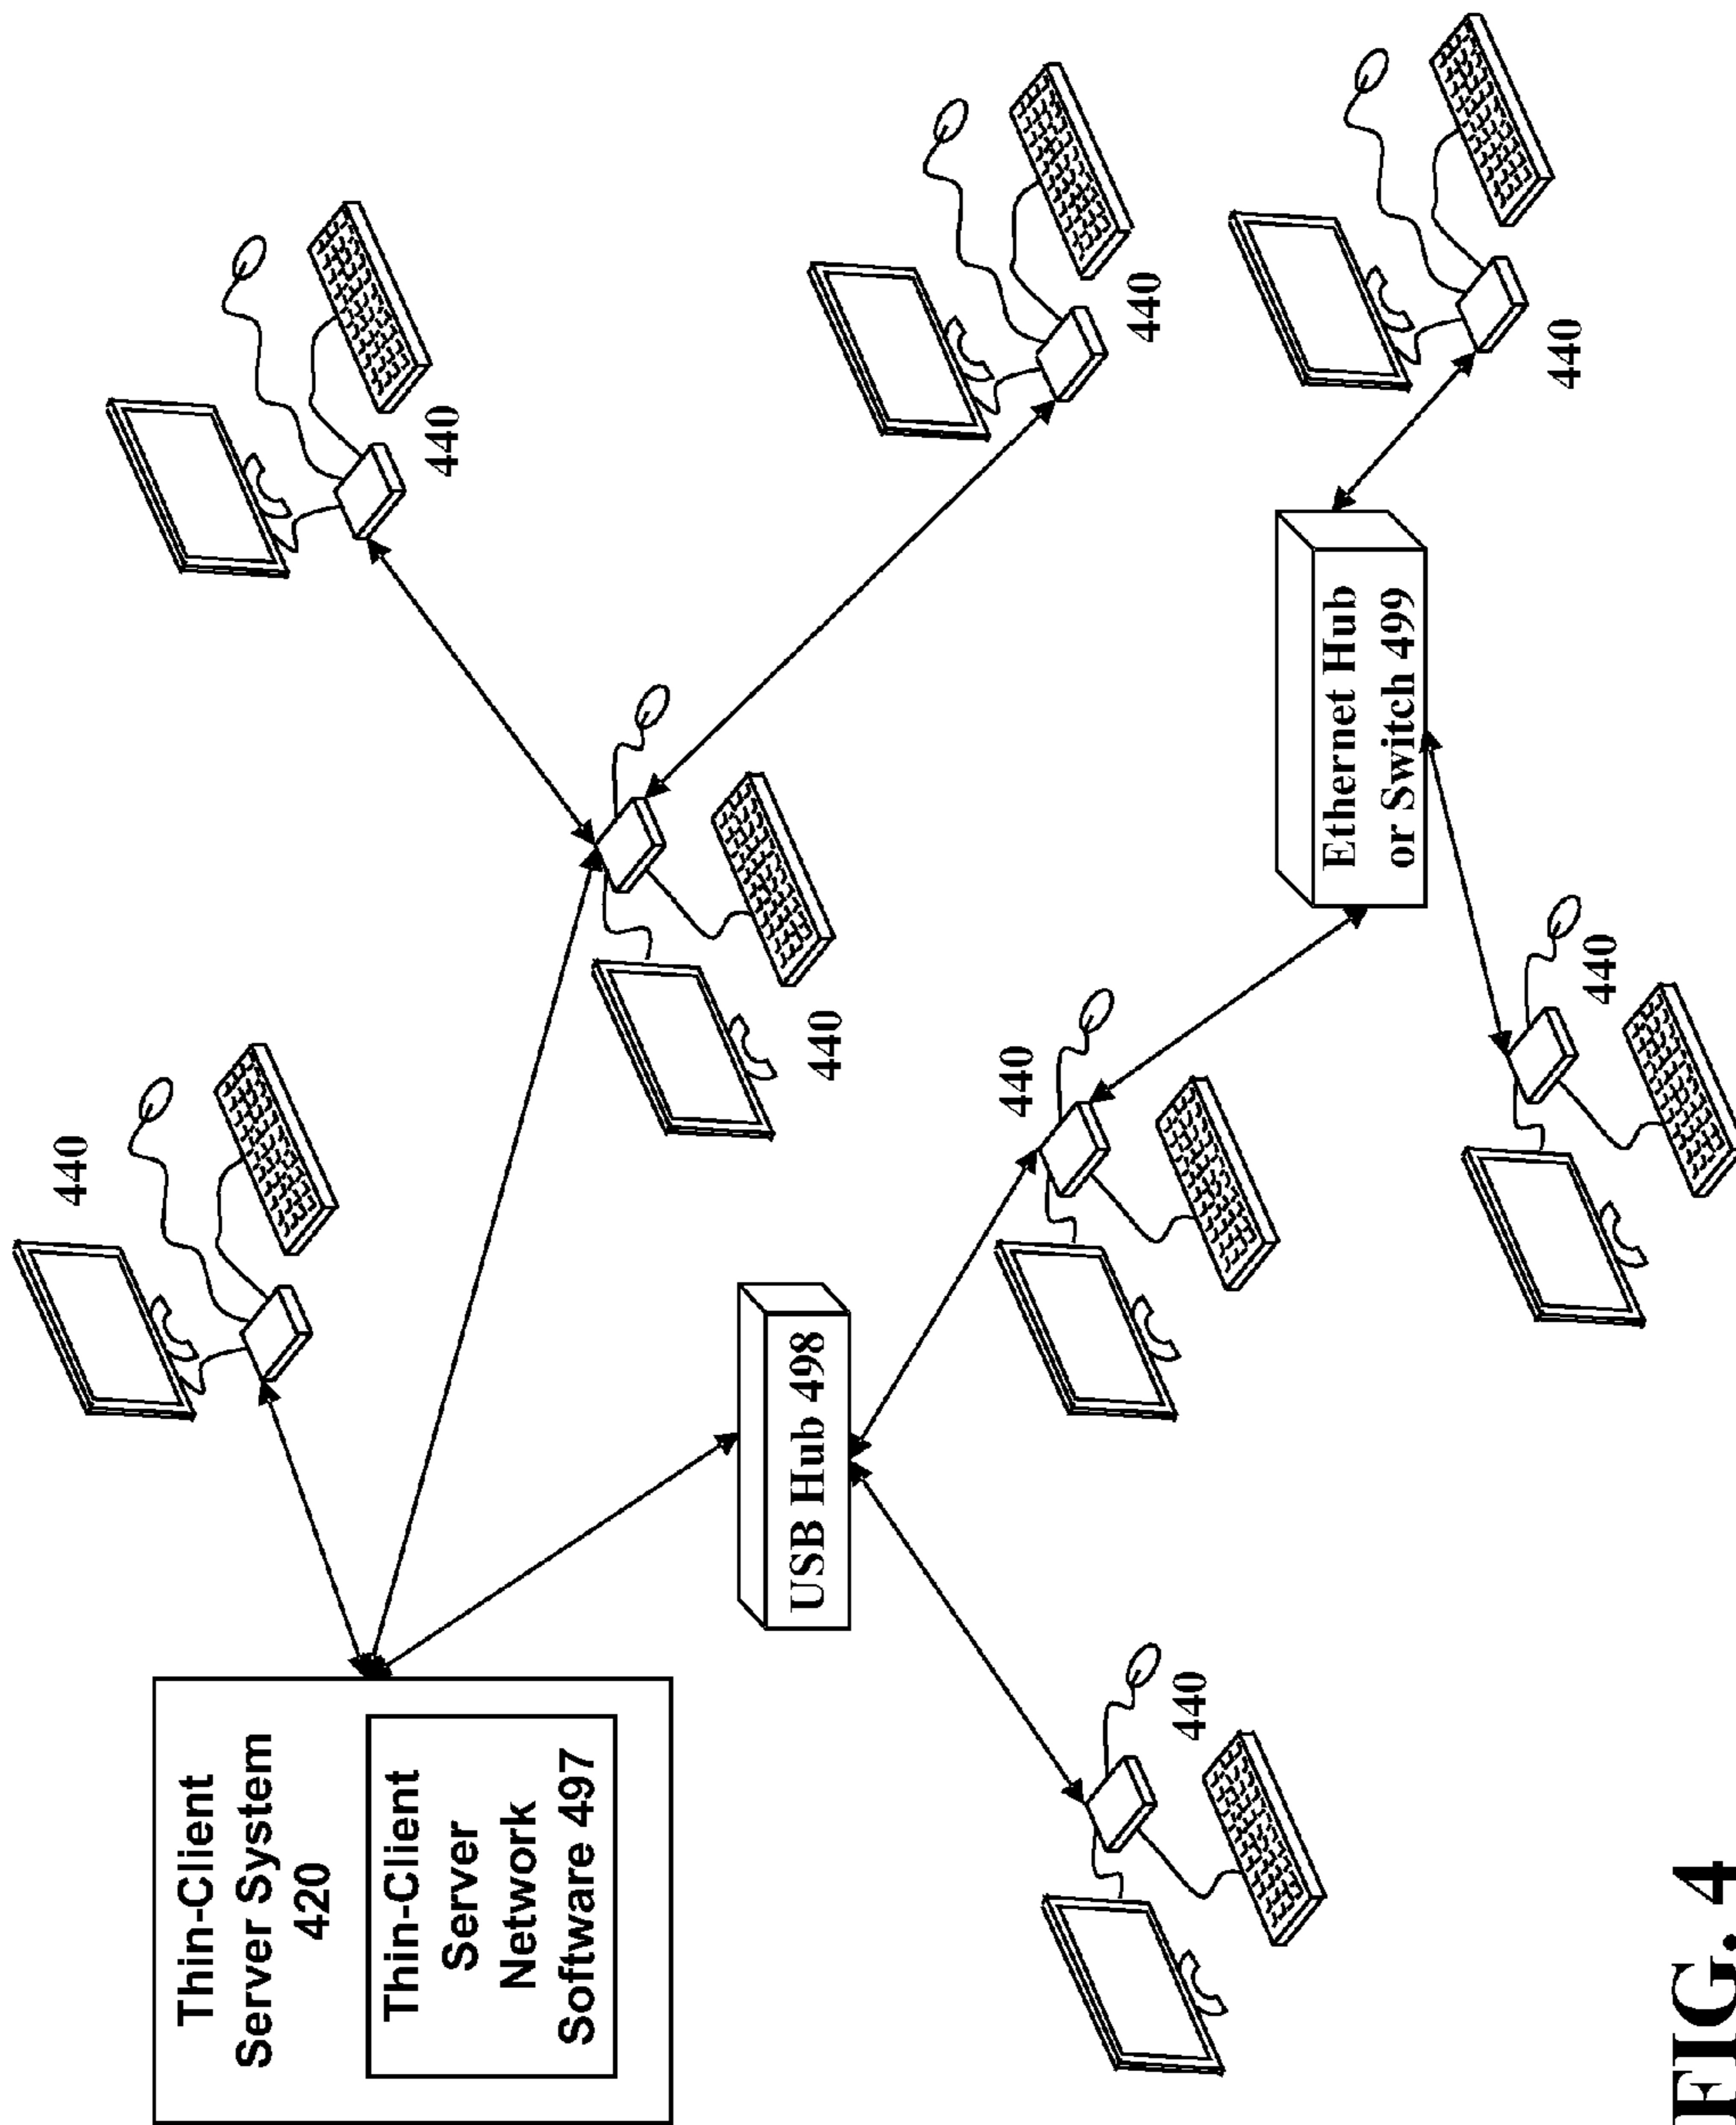 Thin-Client
Server System
420
Thin-Client
Server
Network
Software 497
440
440
440
440
USB Hub 498
440
440
Ethernet Hub
or Switch 499
440
440
FIG. 4